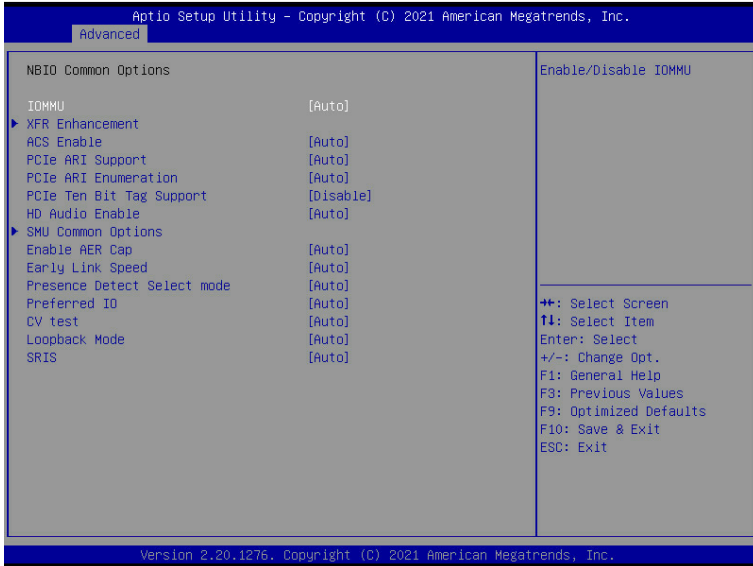 Aptio Setup Utility – Copyright (C) 2021 American Megatrends, Inc.
Advanced
NBIO Common Options
IOMMU [Auto]
XFR Enhancement
ACS Enable [Auto]
PCIe ARI Support [Auto]
PCIe ARI Enumeration [Auto]
PCIe Ten Bit Tag Support [Disable]
HD Audio Enable [Auto]
SMU Common Options
Enable AER Cap [Auto]
Early Link Speed [Auto]
Presence Detect Select mode [Auto]
Preferred IO [Auto]
CV test [Auto]
Loopback Mode [Auto]
SRIS [Auto]
Enable/Disable IOMMU
→←: Select Screen
↑↓: Select Item
Enter: Select
+/-: Change Opt.
F1: General Help
F3: Previous Values
F9: Optimized Defaults
F10: Save & Exit
ESC: Exit
Version 2.20.1276. Copyright (C) 2021 American Megatrends, Inc.